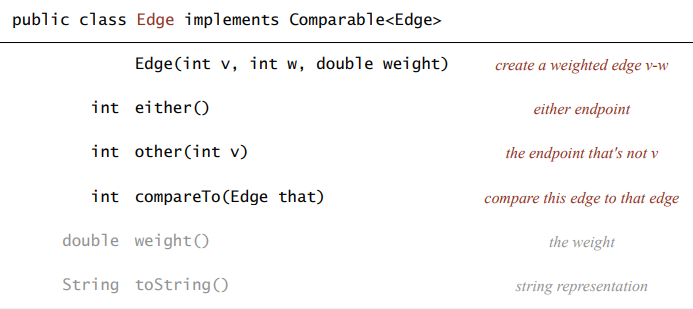 public class Edge implements Comparable<Edge>
Edge(int v, int w, double weight) create a weighted edge v-w
int either() either endpoint
int other(int v) the endpoint that's not v
int compareTo(Edge that) compare this edge to that edge
double weight() the weight
String toString() string representation